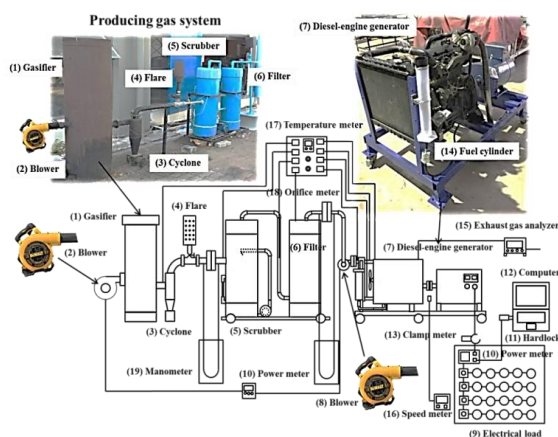 Producing gas system
(5) Scrubber
(4) Flare
(6) Filter
(1) Gasifier
(2) Blower
(3) Cyclone
(7) Diesel-engine generator
(14) Fuel cylinder
(17) Temperature meter
(18) Orifice meter
(1) Gasifier
(4) Flare
(6) Filter
(15) Exhaust gas analyzer
(7) Diesel-engine generator
(2) Blower
(12) Computer
(3) Cyclone
(5) Scrubber
(13) Clamp meter
(11) Hardlock
(10) Power meter
(19) Manometer
(10) Power meter
(8) Blower
(16) Speed meter
(9) Electrical load